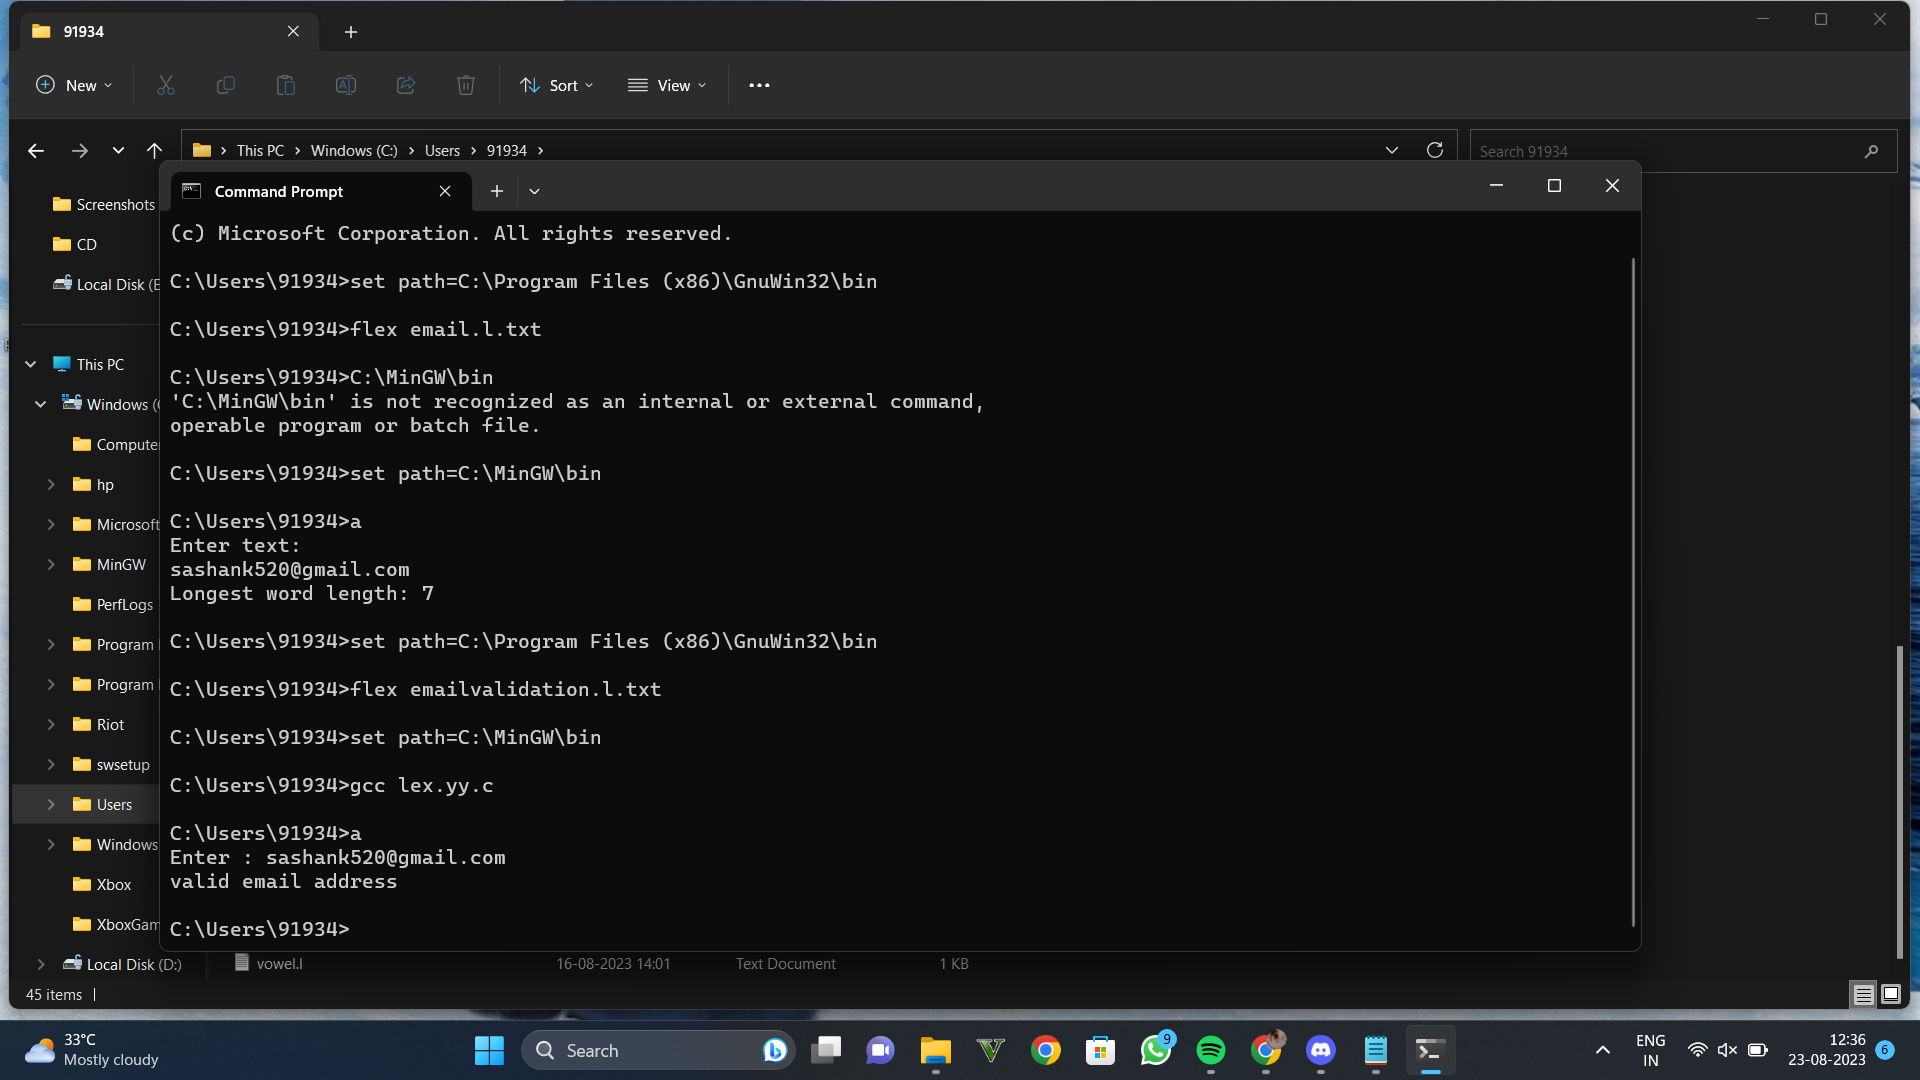 91934
New
Sort
View
This PC
Windows (C:)
Users
91934
Search 91934
Screenshots
CD
Local Disk (E
This PC
Windows (
Compute
hp
Microsoft
MinGW
PerfLogs
Program
Program
Riot
swsetup
Users
Windows
Xbox
XboxGam
Local Disk (D:)
Command Prompt
(c) Microsoft Corporation. All rights reserved.
C:\Users\91934>set path=C:\Program Files (x86)\GnuWin32\bin
C:\Users\91934>flex email.l.txt
C:\Users\91934>C:\MinGW\bin
'C:\MinGW\bin' is not recognized as an internal or external command,
operable program or batch file.
C:\Users\91934>set path=C:\MinGW\bin
C:\Users\91934>a
Enter text:
sashank520@gmail.com
Longest word length: 7
C:\Users\91934>set path=C:\Program Files (x86)\GnuWin32\bin
C:\Users\91934>flex emailvalidation.l.txt
C:\Users\91934>set path=C:\MinGW\bin
C:\Users\91934>gcc lex.yy.c
C:\Users\91934>a
Enter : sashank520@gmail.com
valid email address
C:\Users\91934>
vowel.l 16-08-2023 14:01 Text Document 1 KB
45 items
33°C
Mostly cloudy
Search
9
ENG
IN
12:36
23-08-2023
6